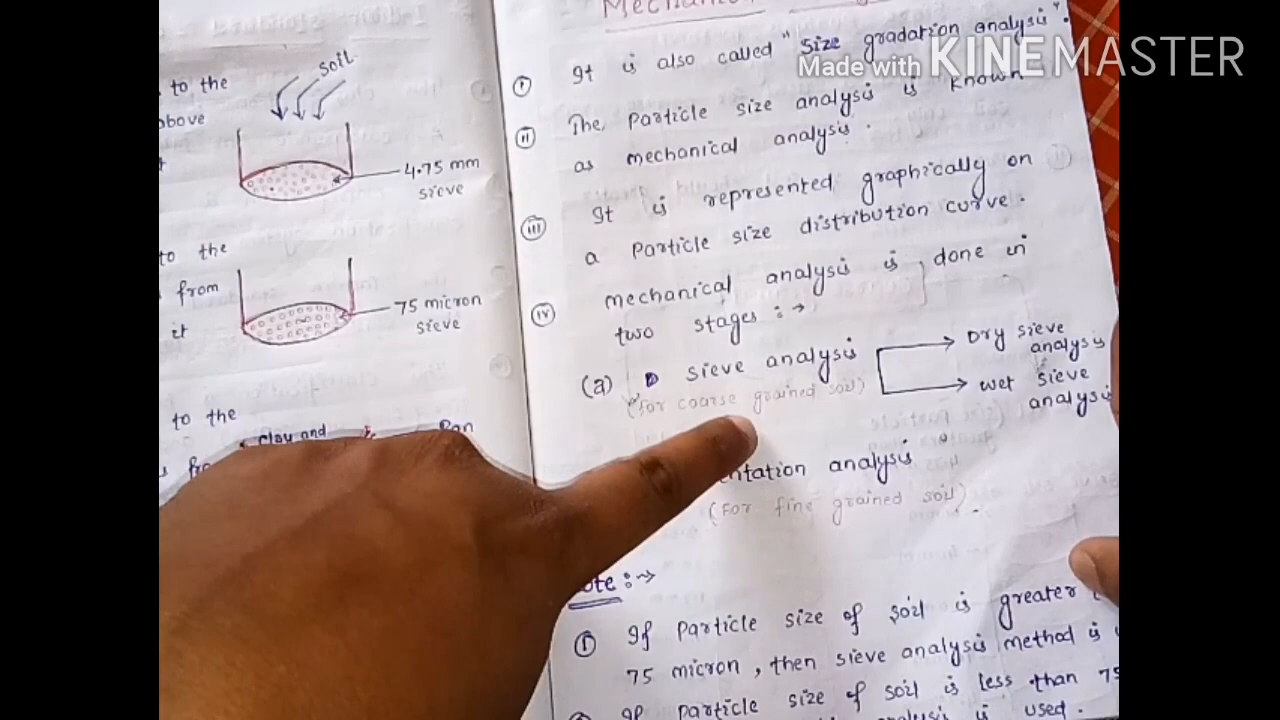 to the
above
soil
4.75 mm
sieve
to the
from
it
75 micron
sieve
to the
clay and
Pan
Made with KINEMASTER
(i) It is also called "size gradation analysis".
(ii) The Particle size analysis is known
as mechanical analysis.
(iii) It is represented graphically on
a Particle size distribution curve.
(iv) mechanical analysis is done in
two stages :→
(a) sieve analysis
Dry sieve
analysis
wet sieve
analysis
(For coarse grained soil)
ntation analysis
(For fine grained soil).
ote :→
(i) If Particle size of soil is greater
75 micron, then sieve analysis method is
If Particle size of soil is less than 75
is used.